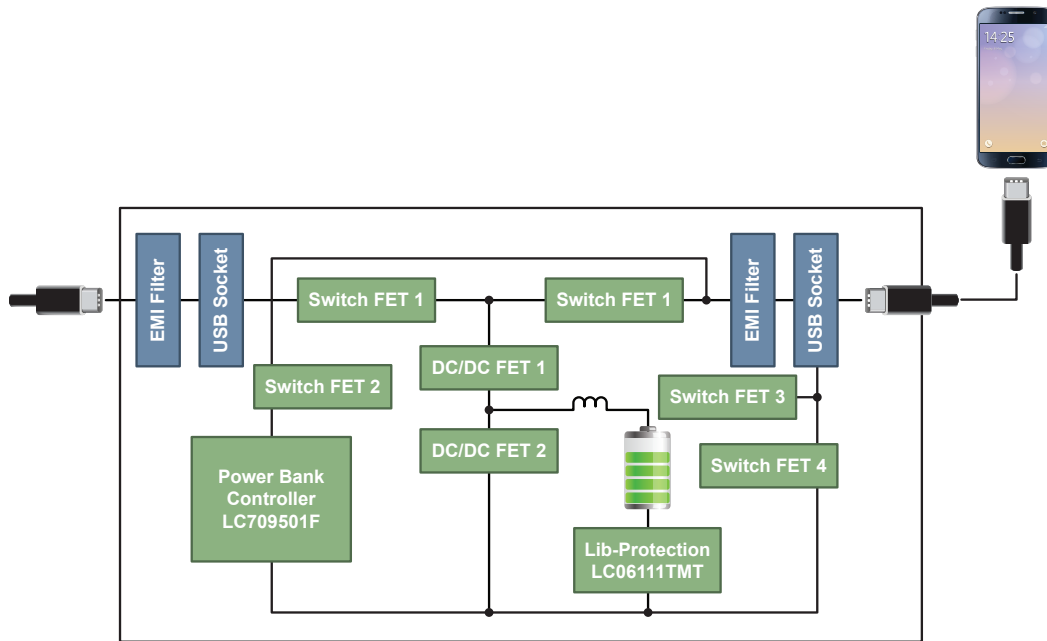 14 25
EMI Filter
USB Socket
Switch FET 1
Switch FET 1
EMI Filter
USB Socket
Switch FET 2
DC/DC FET 1
Switch FET 3
DC/DC FET 2
Switch FET 4
Power Bank
Controller
LC709501F
Lib-Protection
LC06111TMT